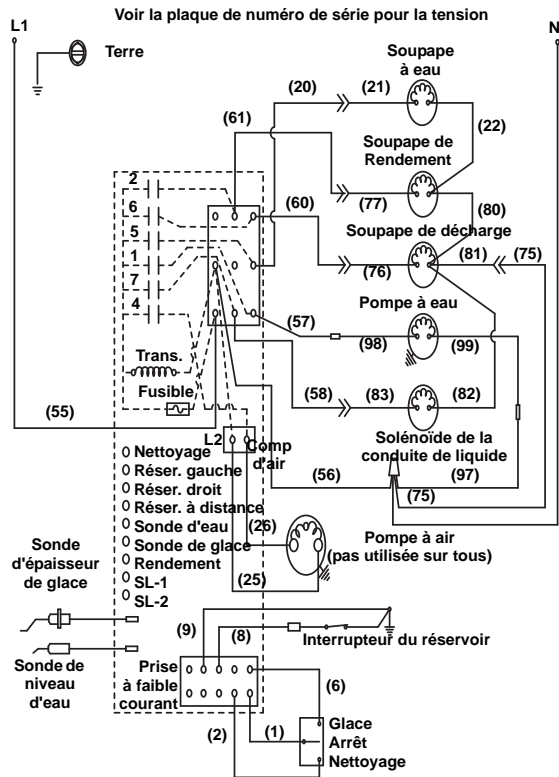 Voir la plaque de numéro de série pour la tension
L1
N
Terre
Soupape
à eau
(20)
(21)
(61)
(22)
Soupape de
Rendement
2
6
5
1
7
4
(60)
(77)
(80)
Soupape de décharge
(76)
(81)
(75)
Pompe à eau
(57)
(98)
(99)
Trans.
Fusible
(58)
(83)
(82)
(55)
L2
Comp
d'air
Solénoïde de la
conduite de liquide
(56)
(97)
(75)
Nettoyage
Réser. gauche
Réser. droit
Réser. à distance
Sonde d'eau
Sonde de glace
Rendement
SL-1
SL-2
(26)
(25)
Pompe à air
(pas utilisée sur tous)
Sonde
d'épaisseur
de glace
Sonde de
niveau
d'eau
(9)
(8)
Interrupteur du réservoir
Prise
à faible
courant
(6)
(2)
(1)
Glace
Arrêt
Nettoyage